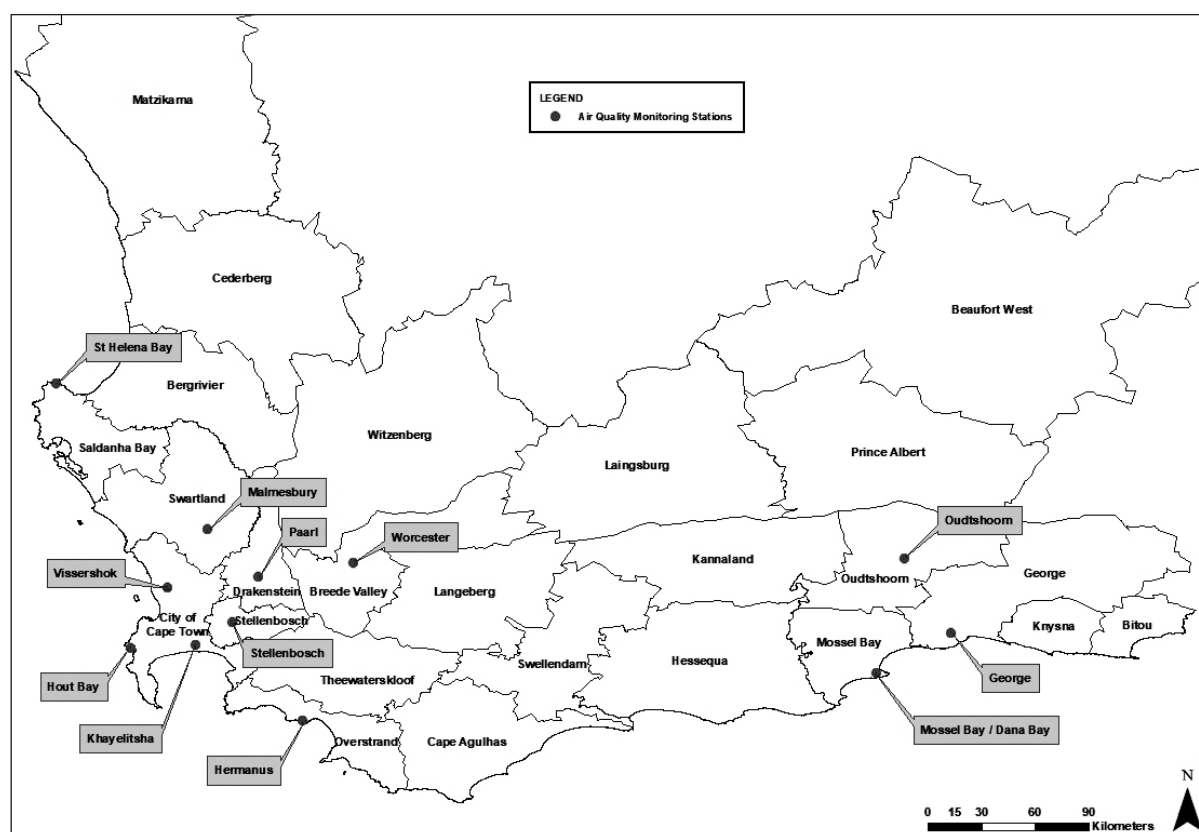 Matzikama
LEGEND
Air Quality Monitoring Stations
Cederberg
Beaufort West
St Helena Bay
Bergrivier
Witzenberg
Saldanha Bay
Prince Albert
Laingsburg
Malmesbury
Swartland
Oudtshoorn
Paarl
Worcester
Kannaland
Vissershok
Oudtshoorn
George
Drakenstein
Breede Valley
Langeberg
City of
Cape Town
Stellenbosch
Knysna
Bitou
Mossel Bay
Stellenbosch
Swellendam
Hessequa
Theewaterskloof
George
Hout Bay
Mossel Bay / Dana Bay
Khayelitsha
Overstrand
Cape Agulhas
Hermanus
N
0 15 30 60 90
Kilometers